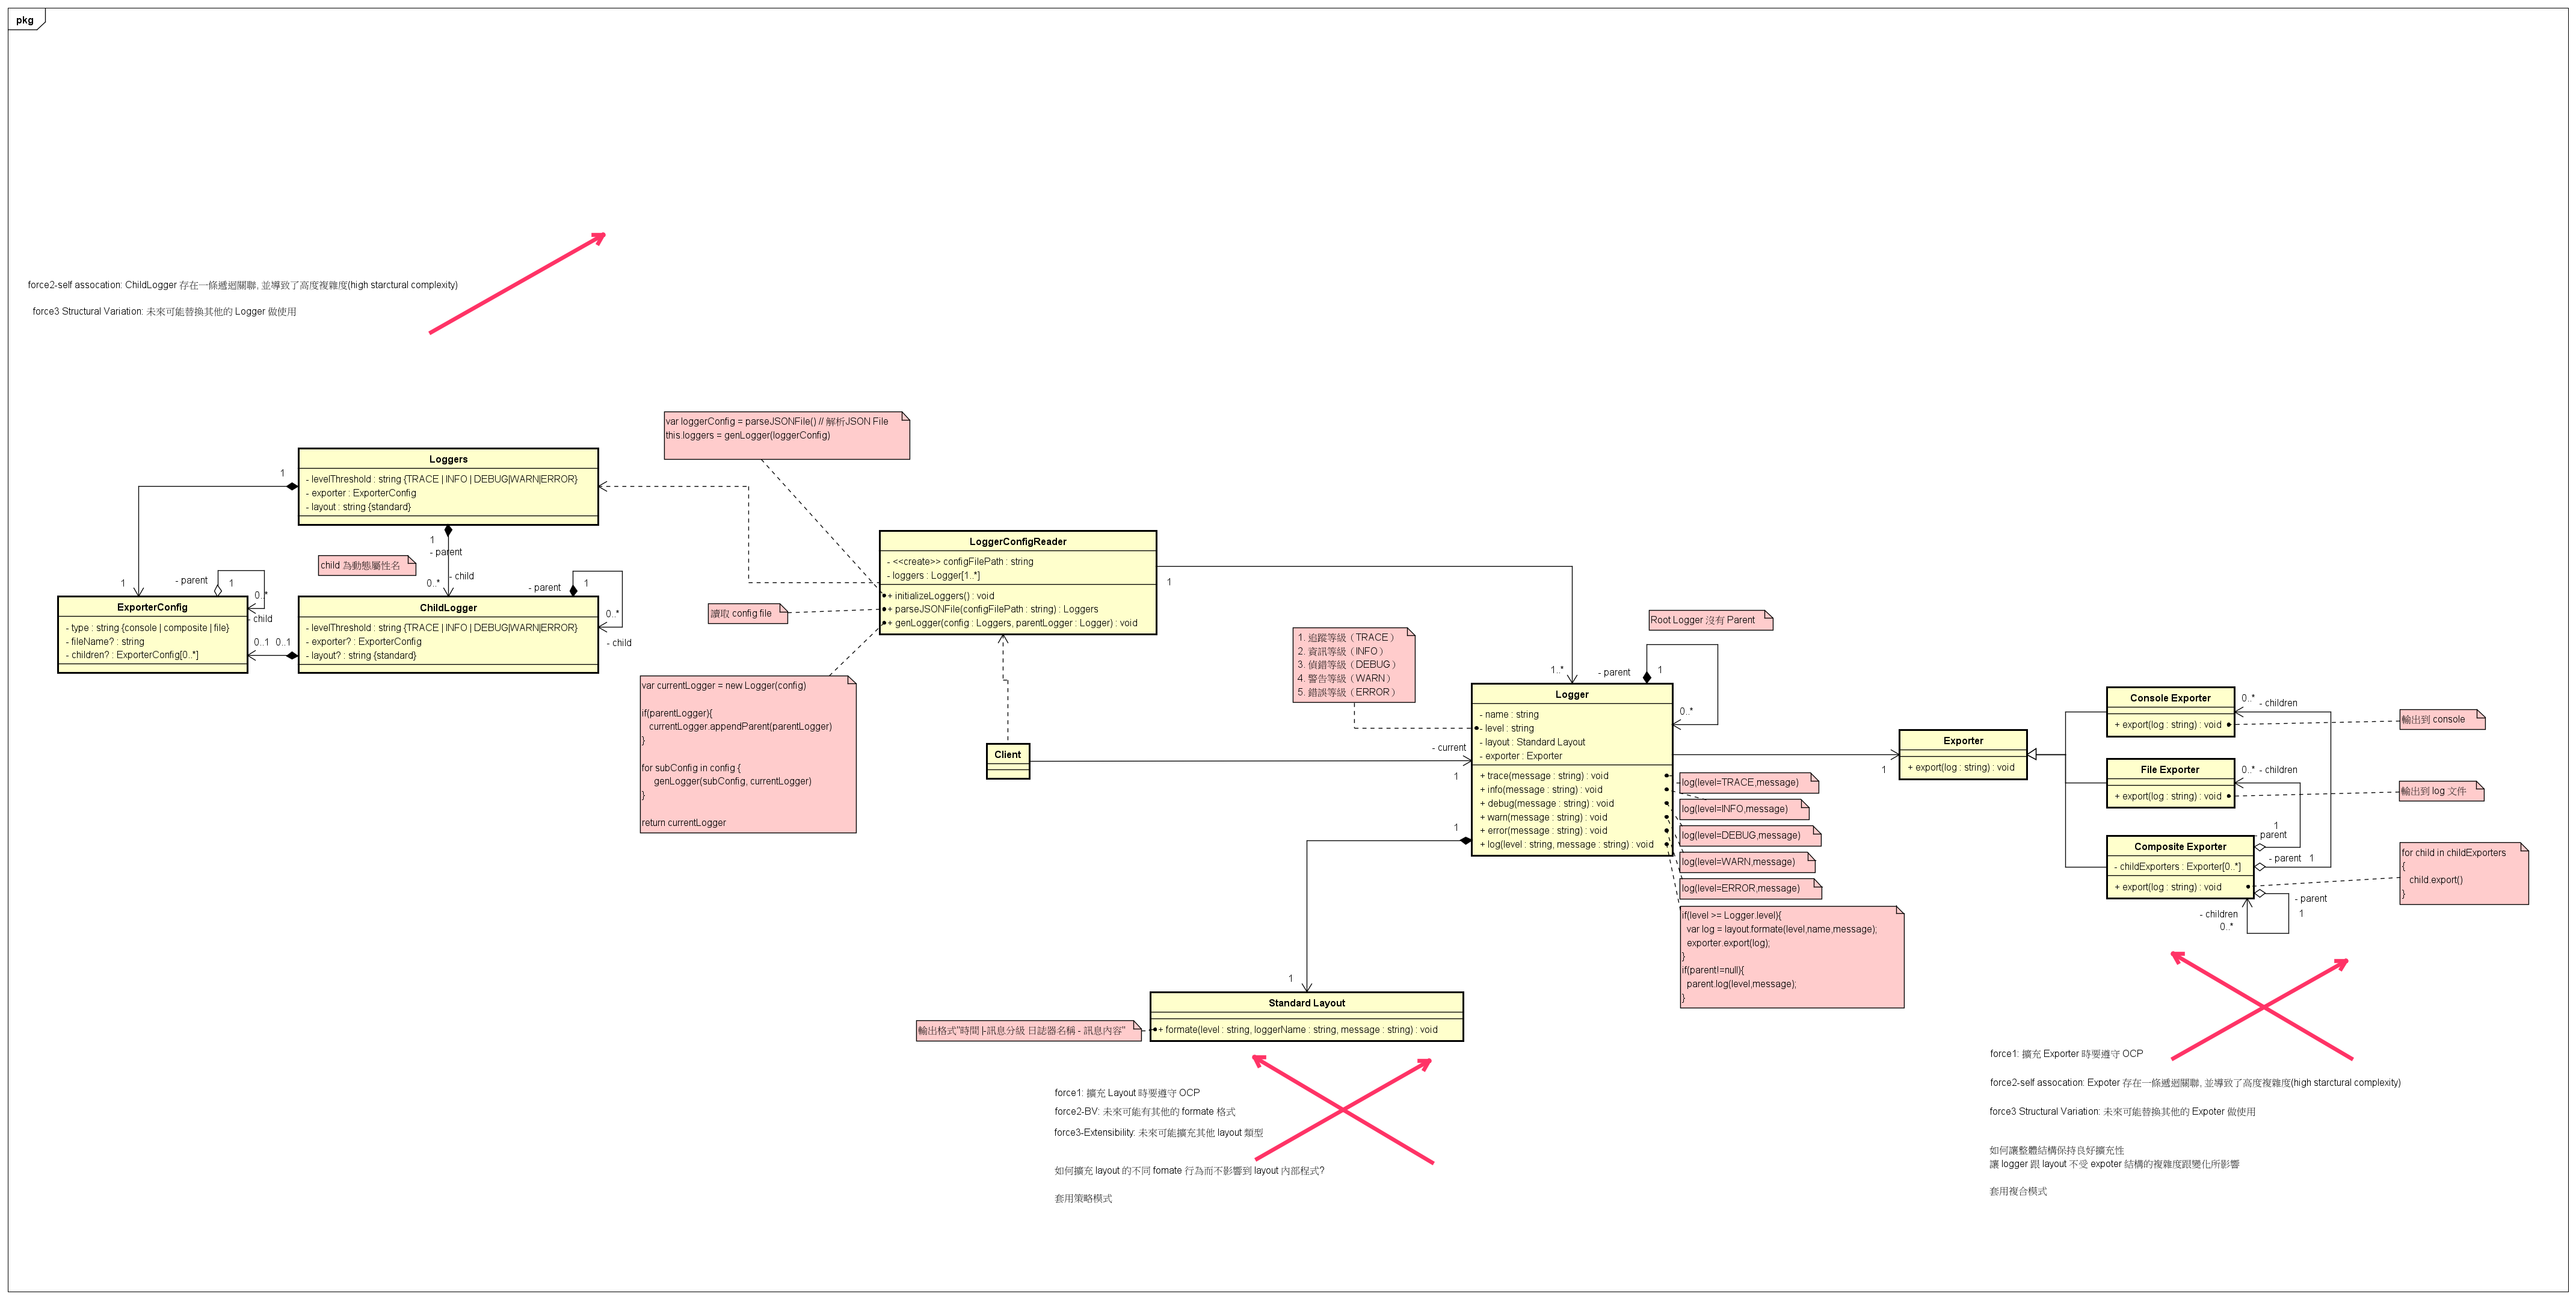 pkg
force2-self assocation: ChildLogger 存在一條遞迴關聯, 並導致了高度複雜度(high starctural complexity)
force3 Structural Variation: 未來可能替換其他的 Logger 做使用
var loggerConfig = parseJSONFile() // 解析JSON File
this.loggers = genLogger(loggerConfig)
Loggers
- levelThreshold : string {TRACE | INFO | DEBUG|WARN|ERROR}
- exporter : ExporterConfig
- layout : string {standard}
1
1
- parent
child 為動態屬性名
- child
0..*
1
- parent
1
0..*
- child
ExporterConfig
- type : string {console | composite | file}
- fileName? : string
- children? : ExporterConfig[0..*]
0..1
0..1
- parent
1
0..*
- child
ChildLogger
- levelThreshold : string {TRACE | INFO | DEBUG|WARN|ERROR}
- exporter? : ExporterConfig
- layout? : string {standard}
LoggerConfigReader
- <<create>> configFilePath : string
- loggers : Logger[1..*]
+ initializeLoggers() : void
+ parseJSONFile(configFilePath : string) : Loggers
+ genLogger(config : Loggers, parentLogger : Logger) : void
1
1..*
讀取 config file
var currentLogger = new Logger(config)
if(parentLogger){
currentLogger.appendParent(parentLogger)
}
for subConfig in config {
genLogger(subConfig, currentLogger)
}
return currentLogger
Client
- current
1
1. 追蹤等級（TRACE）
2. 資訊等級（INFO）
3. 偵錯等級（DEBUG）
4. 警告等級（WARN）
5. 錯誤等級（ERROR）
Root Logger 沒有 Parent
- parent
1
0..*
Logger
- name : string
- level : string
- layout : Standard Layout
- exporter : Exporter
+ trace(message : string) : void
+ info(message : string) : void
+ debug(message : string) : void
+ warn(message : string) : void
+ error(message : string) : void
+ log(level : string, message : string) : void
log(level=TRACE,message)
log(level=INFO,message)
log(level=DEBUG,message)
log(level=WARN,message)
log(level=ERROR,message)
if(level >= Logger.level){
var log = layout.formate(level,name,message);
exporter.export(log);
}
if(parent!=null){
parent.log(level,message);
}
1
1
1
Exporter
+ export(log : string) : void
Console Exporter
+ export(log : string) : void
0..*
- children
輸出到 console
File Exporter
+ export(log : string) : void
0..*
- children
輸出到 log 文件
1
- parent
Composite Exporter
- childExporters : Exporter[0..*]
+ export(log : string) : void
- parent
1
- parent
1
- children
0..*
for child in childExporters
{
child.export()
}
Standard Layout
+ formate(level : string, loggerName : string, message : string) : void
輸出格式"時間 |-訊息分級 日誌器名稱 - 訊息內容"
force1: 擴充 Layout 時要遵守 OCP
force2-BV: 未來可能有其他的 formate 格式
force3-Extensibility: 未來可能擴充其他 layout 類型
如何擴充 layout 的不同 fomate 行為而不影響到 layout 內部程式?
套用策略模式
force1: 擴充 Exporter 時要遵守 OCP
force2-self assocation: Expoter 存在一條遞迴關聯, 並導致了高度複雜度(high starctural complexity)
force3 Structural Variation: 未來可能替換其他的 Expoter 做使用
如何讓整體結構保持良好擴充性
讓 logger 跟 layout 不受 expoter 結構的複雜度跟變化所影響
套用複合模式